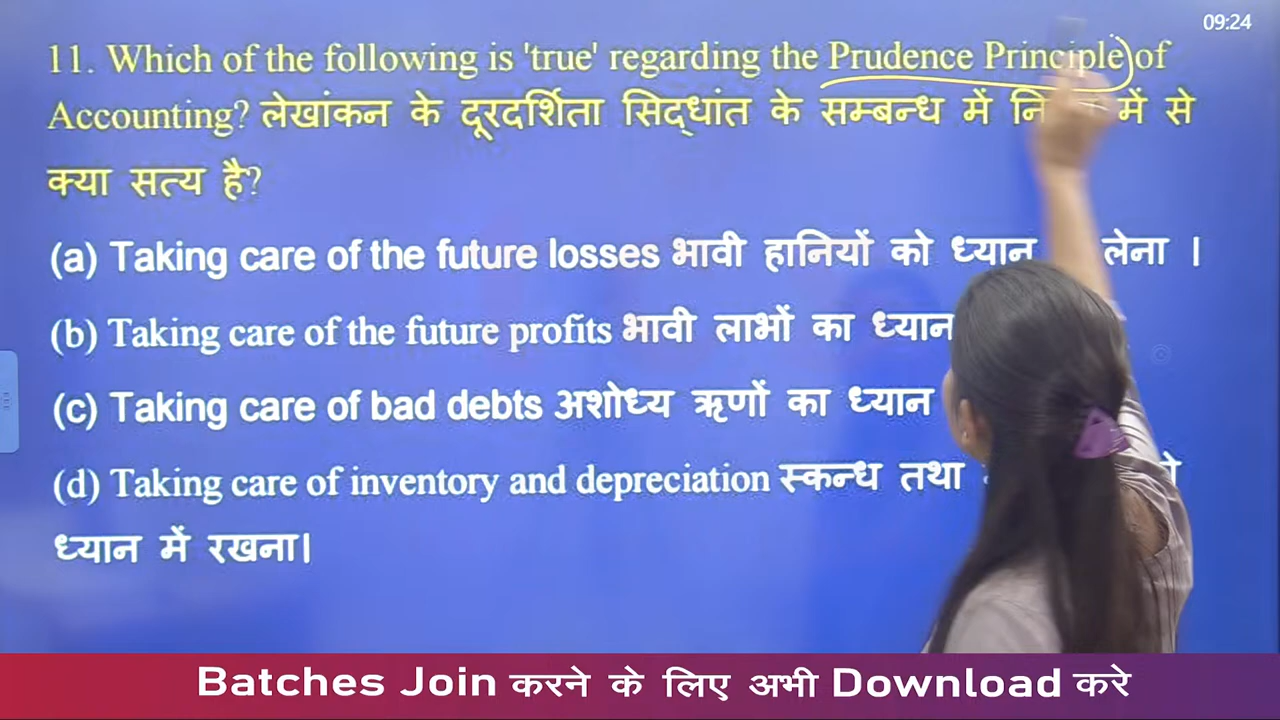 09:24
11. Which of the following is 'true' regarding the Prudence Principle of
Accounting? लेखांकन के दूरदर्शिता सिद्धांत के सम्बन्ध में में से
क्या सत्य है?
(a) Taking care of the future losses भावी हानियों को ध्यान लेना ।
(b) Taking care of the future profits भावी लाभों का ध्यान
(c) Taking care of bad debts अशोध्य ऋणों का ध्यान
(d) Taking care of inventory and depreciation स्कन्ध तथा
ध्यान में रखना।
Batches Join करने के लिए अभी Download करे